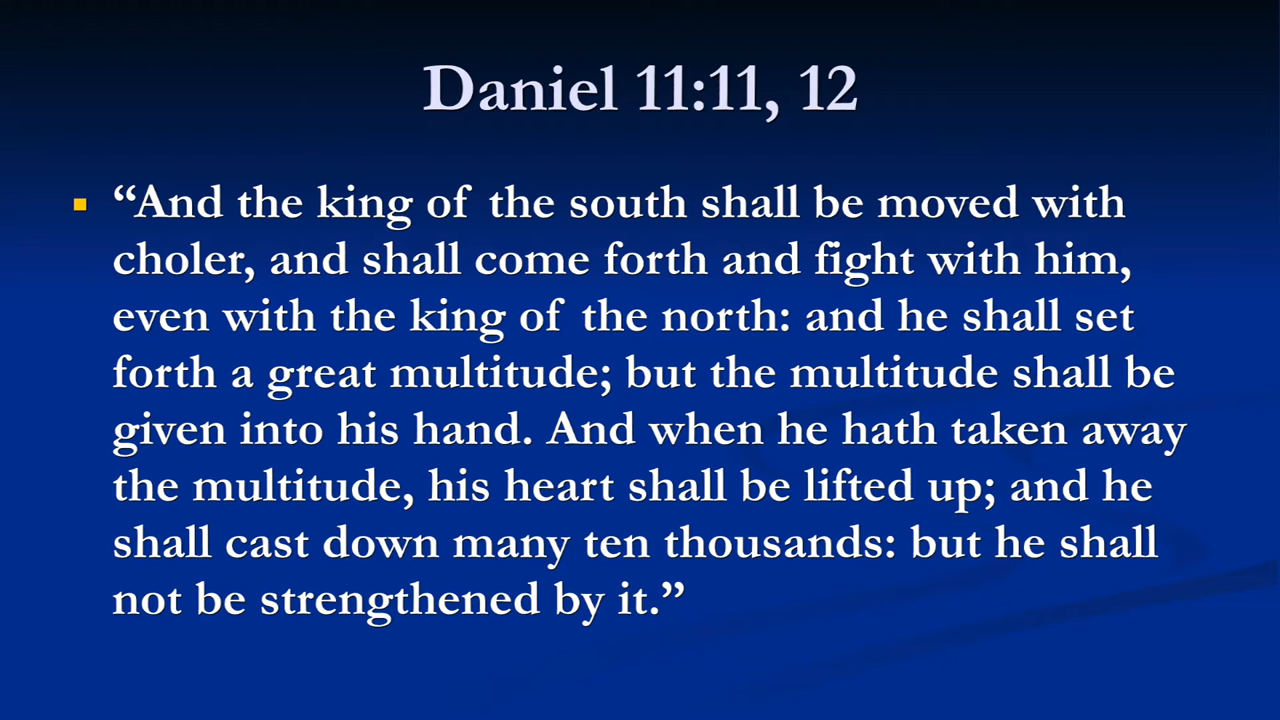 Daniel 11:11, 12
“And the king of the south shall be moved with
choler, and shall come forth and fight with him,
even with the king of the north: and he shall set
forth a great multitude; but the multitude shall be
given into his hand. And when he hath taken away
the multitude, his heart shall be lifted up; and he
shall cast down many ten thousands: but he shall
not be strengthened by it.”